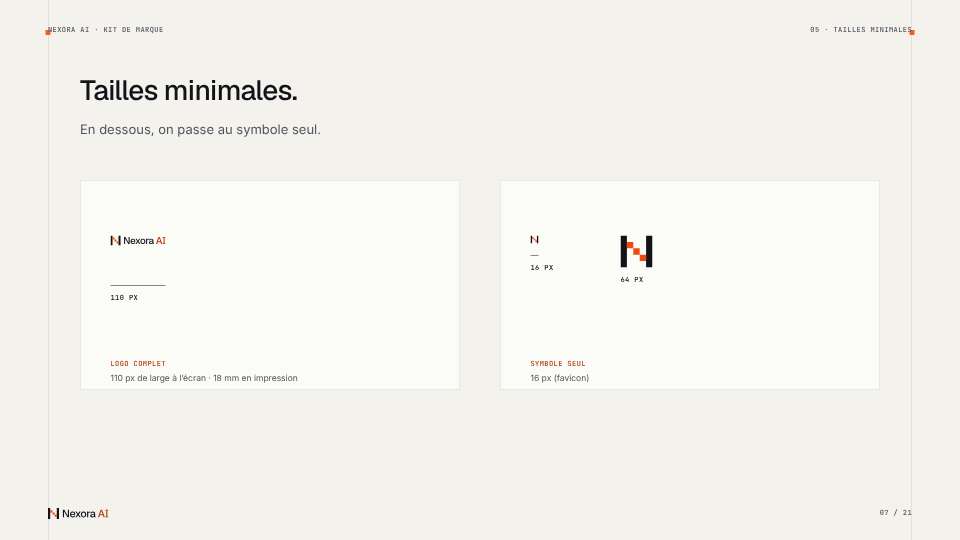 NEXORA AI · KIT DE MARQUE
05 · TAILLES MINIMALES
Tailles minimales.
En dessous, on passe au symbole seul.
Nexora AI
110 PX
LOGO COMPLET
110 px de large à l'écran · 18 mm en impression
16 PX
64 PX
SYMBOLE SEUL
16 px (favicon)
Nexora AI
07 / 21